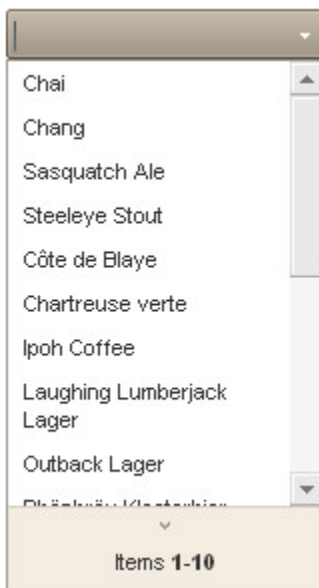 Chai
Chang
Sasquatch Ale
Steeleye Stout
Côte de Blaye
Chartreuse verte
Ipoh Coffee
Laughing Lumberjack
Lager
Outback Lager
Items 1-10